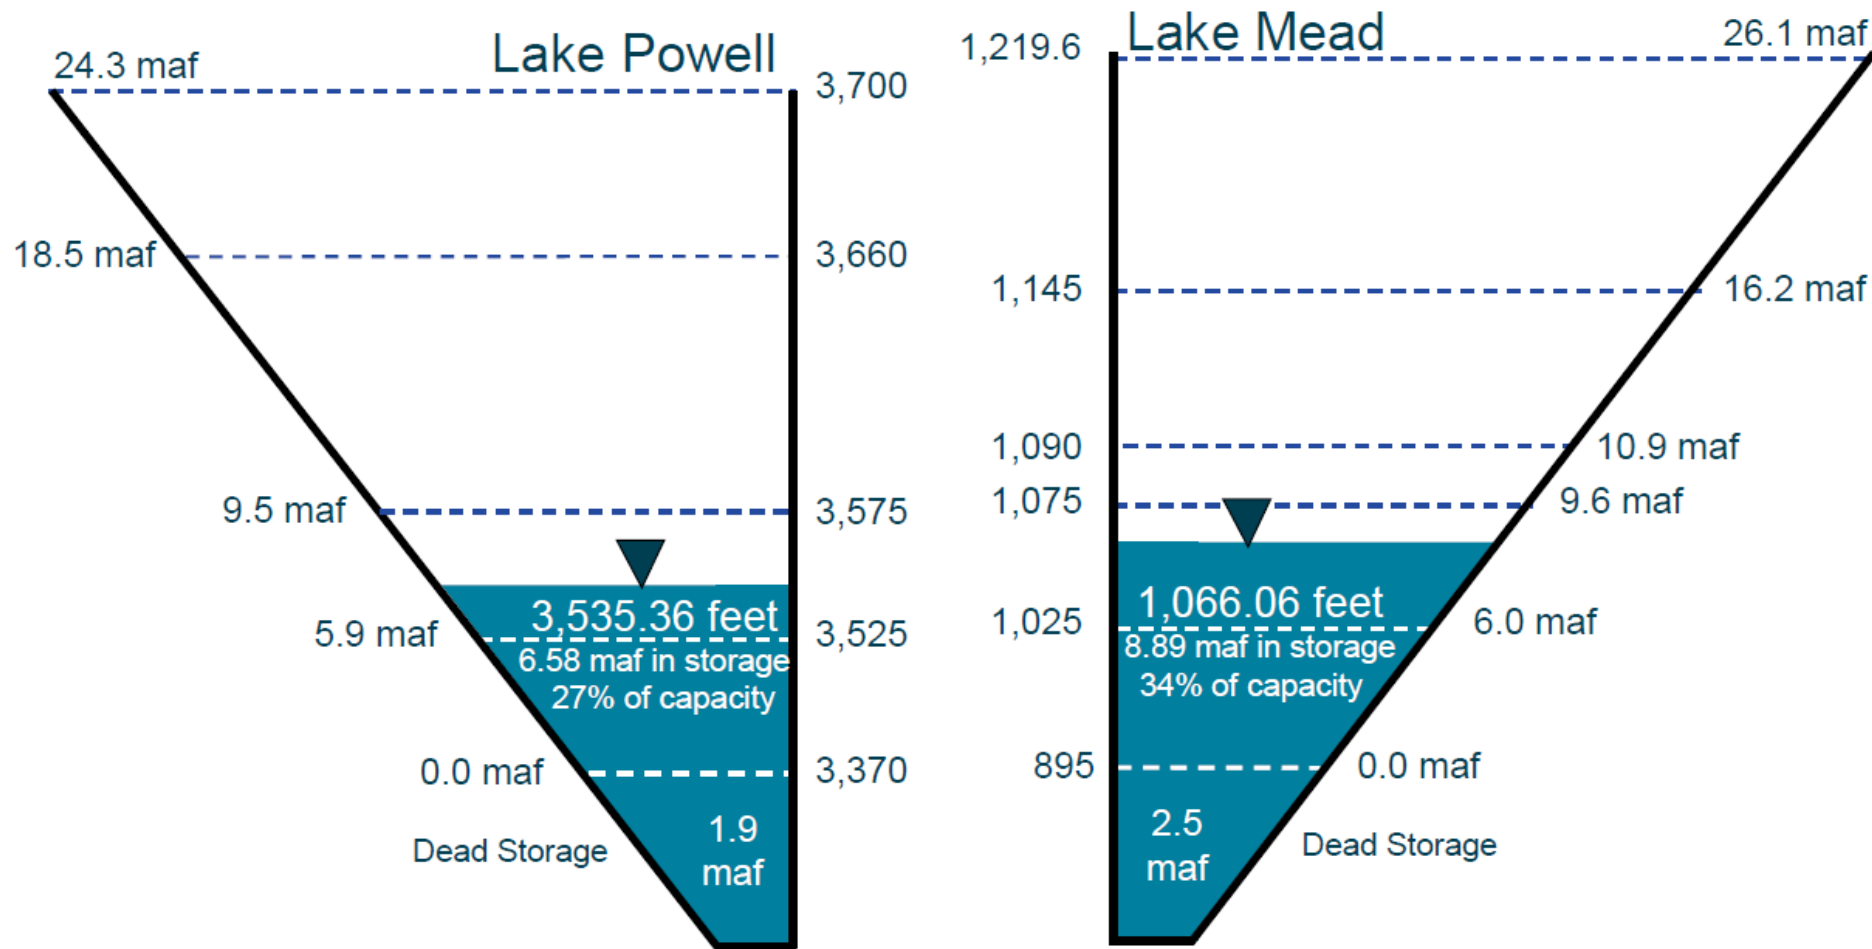 Lake Powell
24.3 maf
3,700
18.5 maf
3,660
9.5 maf
3,575
3,535.36 feet
5.9 maf
3,525
6.58 maf in storage
27% of capacity
0.0 maf
3,370
1.9
maf
Dead Storage
Lake Mead
1,219.6
26.1 maf
1,145
16.2 maf
1,090
10.9 maf
1,075
9.6 maf
1,066.06 feet
1,025
6.0 maf
8.89 maf in storage
34% of capacity
895
0.0 maf
2.5
maf
Dead Storage